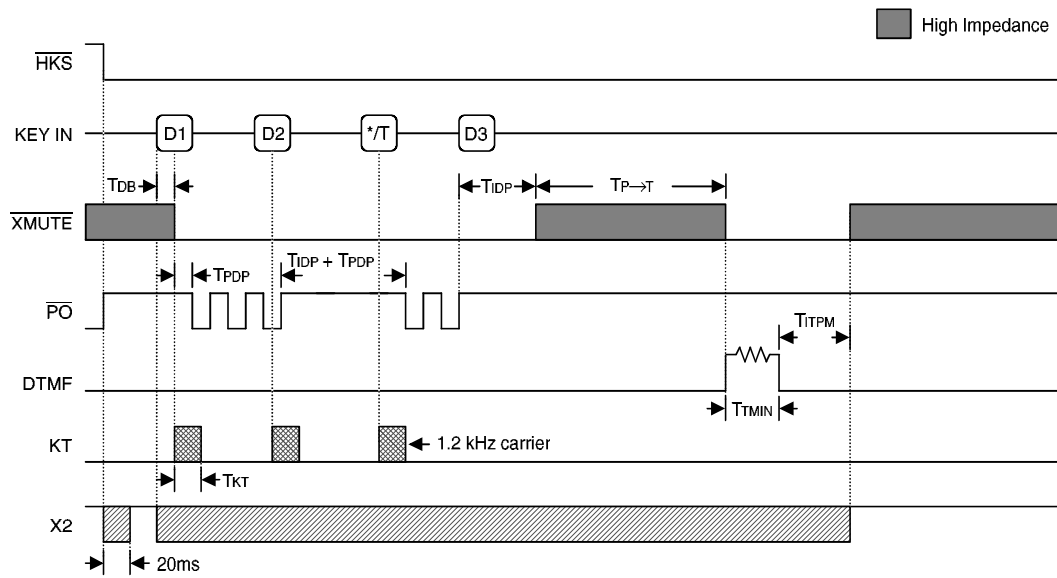 High Impedance
HKS
KEY IN
D1
D2
*/T
D3
TDB
TIDP
TP→T
XMUTE
TPDP
TIDP + TPDP
PO
TITPM
DTMF
TTMIN
KT
1.2 kHz carrier
TKT
X2
20ms